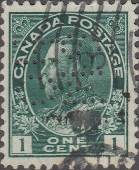 CANADA POSTAGE
1 ONE CENT 1